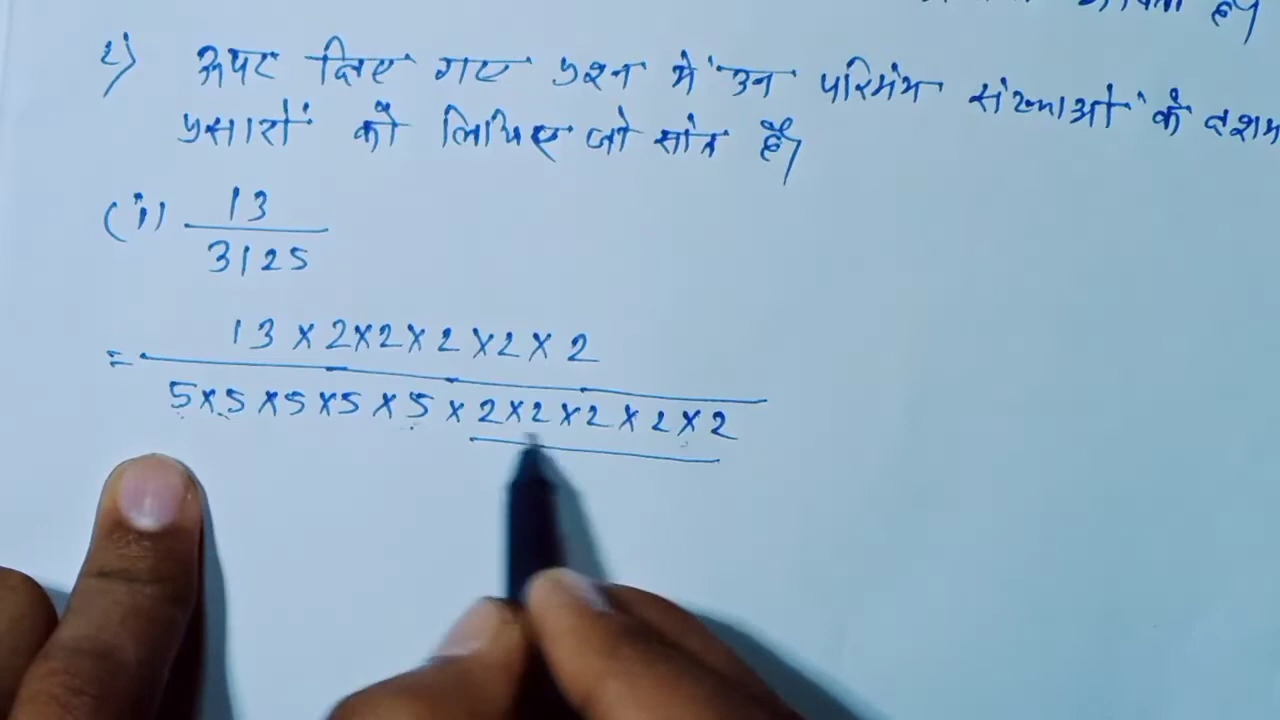 है।
2) ऊपर दिए गए प्रश्न में उन परिमेय संख्याओं के दशम
प्रसारों को लिखिए जो सांत हैं।
(i) 13
3125
= 13 × 2×2×2×2×2
5×5×5×5×5×2×2×2×2×2